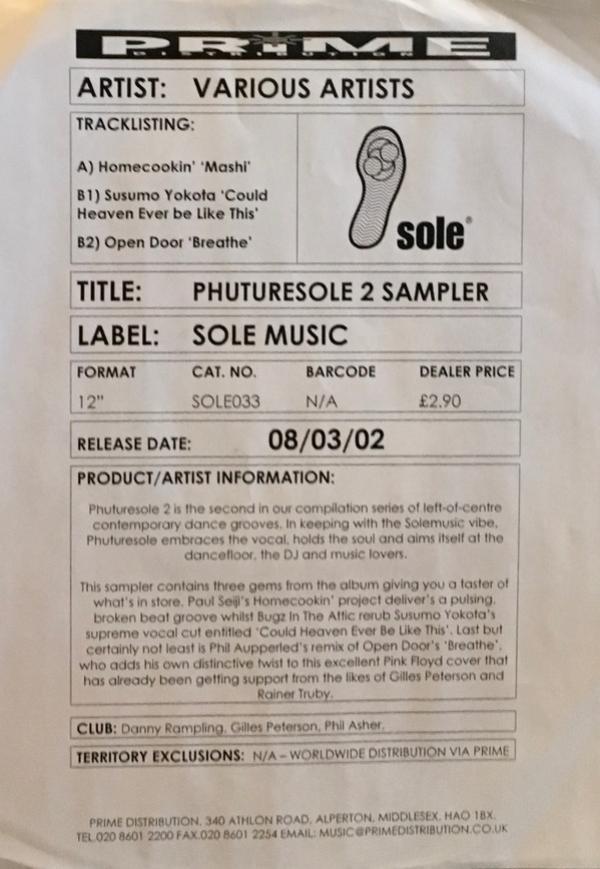 PRIME
DISTRIBUTION
ARTIST: VARIOUS ARTISTS
TRACKLISTING:
A) Homecookin' 'Mashi'
B1) Susumo Yokota 'Could
Heaven Ever be Like This'
B2) Open Door 'Breathe'
sole®
TITLE: PHUTURESOLE 2 SAMPLER
LABEL: SOLE MUSIC
FORMAT CAT. NO. BARCODE DEALER PRICE
12" SOLE033 N/A £2.90
RELEASE DATE: 08/03/02
PRODUCT/ARTIST INFORMATION:
Phuturesole 2 is the second in our compilation series of left-of-centre
contemporary dance grooves. In keeping with the Solemusic vibe,
Phuturesole embraces the vocal, holds the soul and aims itself at the
dancefloor, the DJ and music lovers.
This sampler contains three gems from the album giving you a taster of
what's in store. Paul Seiji's Homecookin' project deliver's a pulsing,
broken beat groove whilst Bugz In The Attic rerub Susumo Yokota's
supreme vocal cut entitled 'Could Heaven Ever Be Like This'. Last but
certainly not least is Phil Aupperled's remix of Open Door's 'Breathe',
who adds his own distinctive twist to this excellent Pink Floyd cover that
has already been getting support from the likes of Gilles Peterson and
Rainer Truby.
CLUB: Danny Rampling, Gilles Peterson, Phil Asher.
TERRITORY EXCLUSIONS: N/A – WORLDWIDE DISTRIBUTION VIA PRIME
PRIME DISTRIBUTION, 340 ATHLON ROAD, ALPERTON, MIDDLESEX, HAO 1BX.
TEL.020 8601 2200 FAX.020 8601 2254 EMAIL: MUSIC@PRIMEDISTRIBUTION.CO.UK